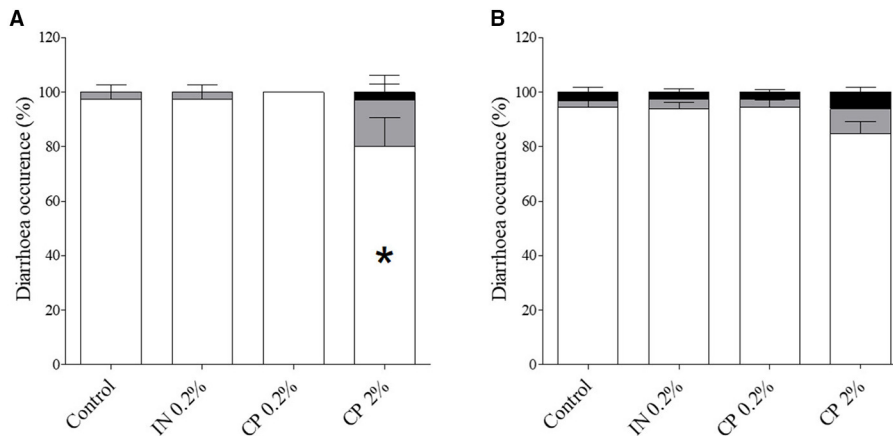 A
Diarrhoea occurence (%)
120
100
80
60
40
20
0
*
Control
IN 0.2%
CP 0.2%
CP 2%
B
Diarrhoea occurence (%)
120
100
80
60
40
20
0
Control
IN 0.2%
CP 0.2%
CP 2%